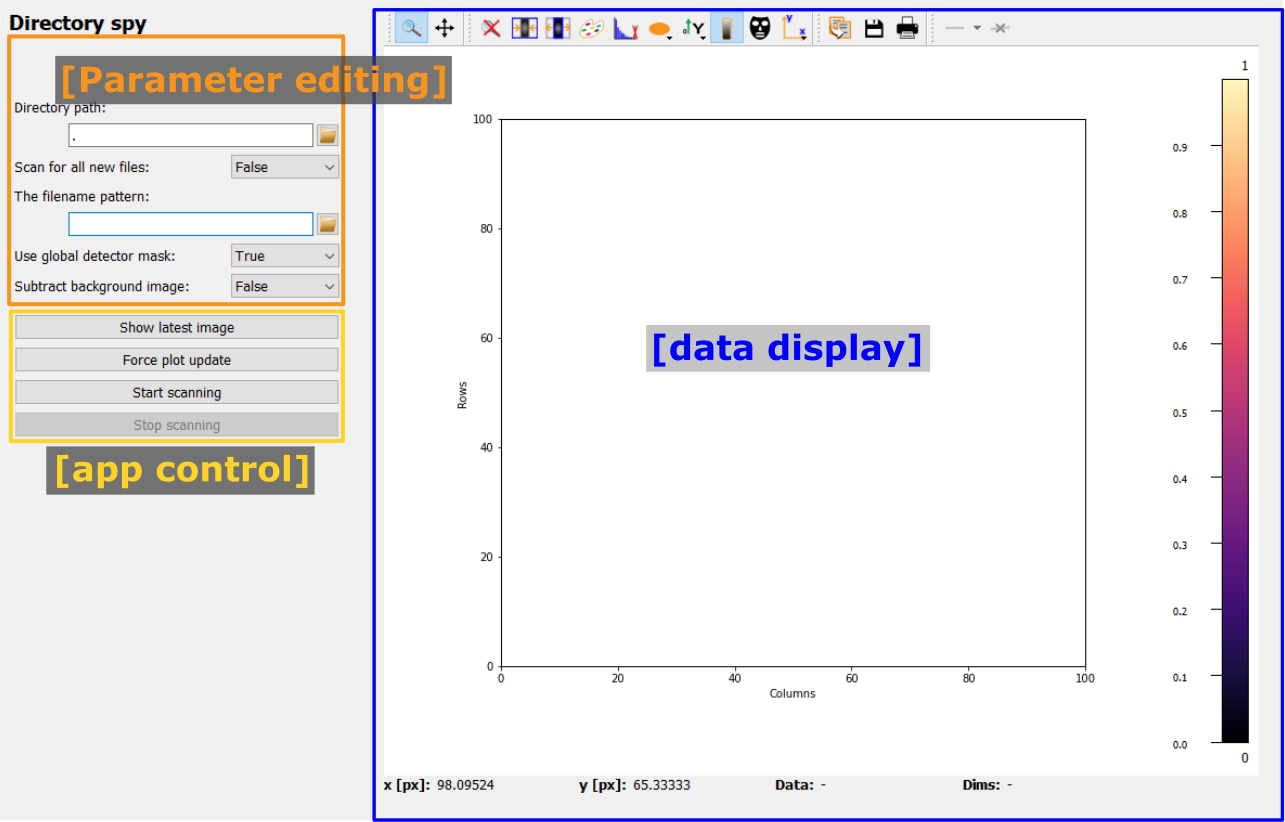 Directory spy
[Parameter editing]
Directory path:
.
Scan for all new files: False
The filename pattern:
Use global detector mask: True
Subtract background image: False
Show latest image
Force plot update
Start scanning
Stop scanning
[app control]
[data display]
100
80
60
40
20
0
Rows
0 20 40 60 80 100
Columns
1
0.9
0.8
0.7
0.6
0.5
0.4
0.3
0.2
0.1
0.0
0
x [px]: 98.09524 y [px]: 65.33333 Data: - Dims: -